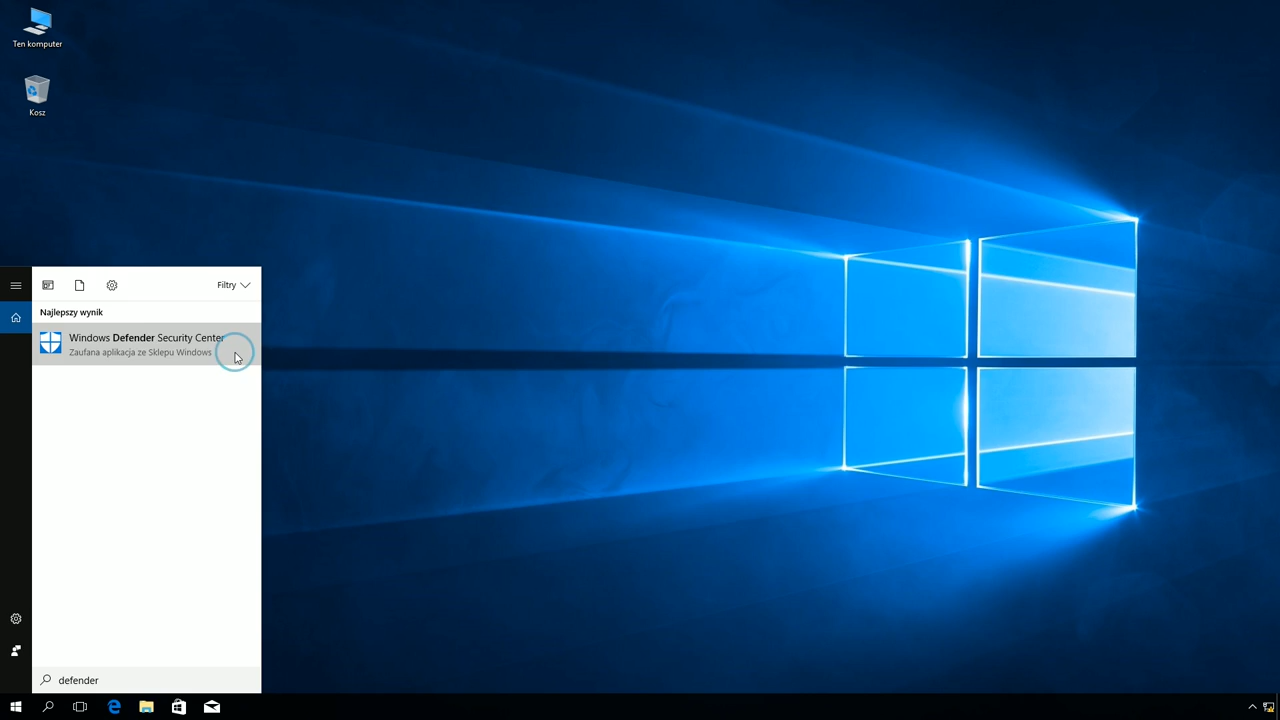 Ten komputer
Kosz
Filtry
Najlepszy wynik
Windows Defender Security Center
Zaufana aplikacja ze Sklepu Windows
defender